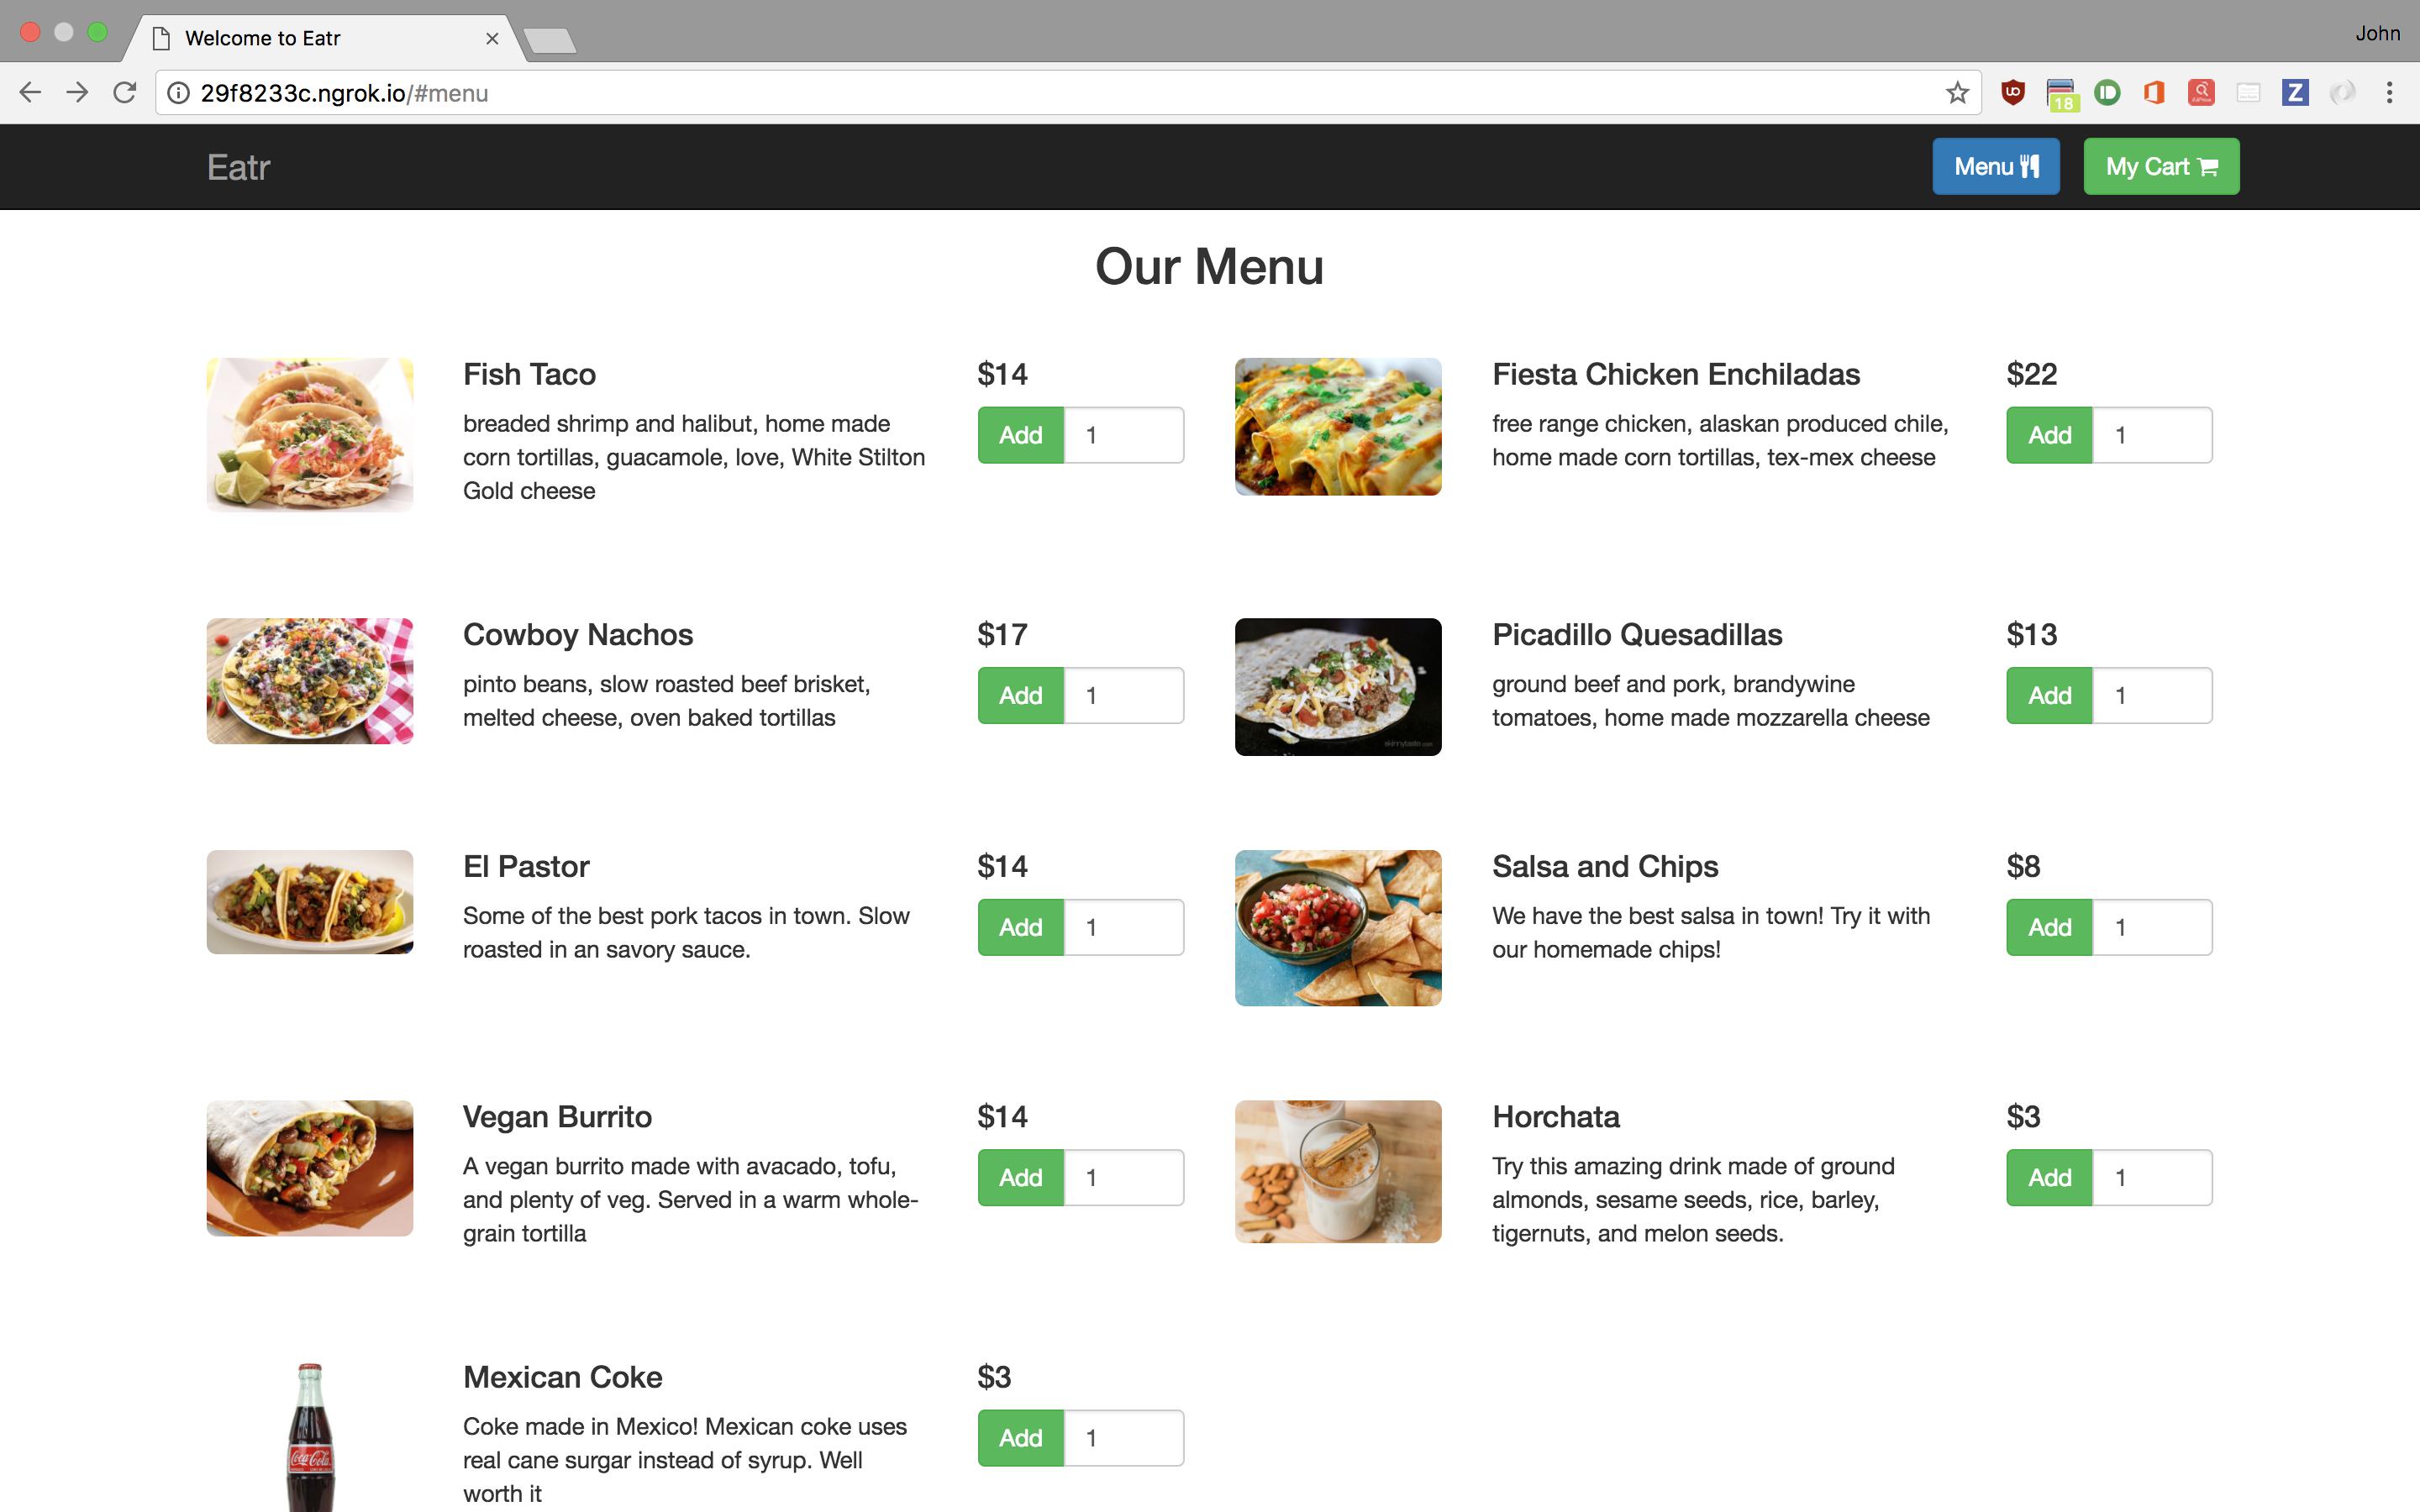 Welcome to Eatr
John
29f8233c.ngrok.io/#menu
18
Eatr
Menu
My Cart
Our Menu
Fish Taco
breaded shrimp and halibut, home made
corn tortillas, guacamole, love, White Stilton
Gold cheese
$14
Add 1
Fiesta Chicken Enchiladas
free range chicken, alaskan produced chile,
home made corn tortillas, tex-mex cheese
$22
Add 1
Cowboy Nachos
pinto beans, slow roasted beef brisket,
melted cheese, oven baked tortillas
$17
Add 1
Picadillo Quesadillas
ground beef and pork, brandywine
tomatoes, home made mozzarella cheese
$13
Add 1
skinnytaste.com
El Pastor
Some of the best pork tacos in town. Slow
roasted in an savory sauce.
$14
Add 1
Salsa and Chips
We have the best salsa in town! Try it with
our homemade chips!
$8
Add 1
Vegan Burrito
A vegan burrito made with avacado, tofu,
and plenty of veg. Served in a warm whole-
grain tortilla
$14
Add 1
Horchata
Try this amazing drink made of ground
almonds, sesame seeds, rice, barley,
tigernuts, and melon seeds.
$3
Add 1
Mexican Coke
Coke made in Mexico! Mexican coke uses
real cane surgar instead of syrup. Well
worth it
$3
Add 1
Coca-Cola